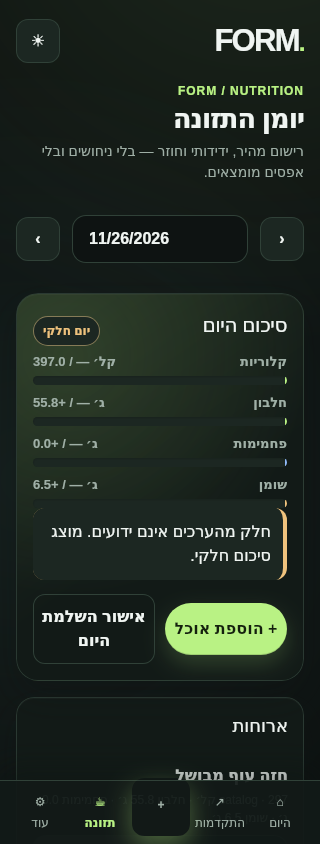 FORM.
FORM / NUTRITION
יומן התזונה
רישום מהיר, ידידותי וחוזר — בלי ניחושים ובלי
אפסים מומצאים.
11/26/2026
סיכום היום
יום חלקי
קלוריות
397.0+ / — קל׳
חלבון
55.8+ / — ג׳
פחמימות
0.0+ / — ג׳
שומן
6.5+ / — ג׳
חלק מהערכים אינם ידועים. מוצג
סיכום חלקי.
+ הוספת אוכל
אישור השלמת
היום
ארוחות
חזה עוף מבושל
היום
התקדמות
+
תזונה
עוד